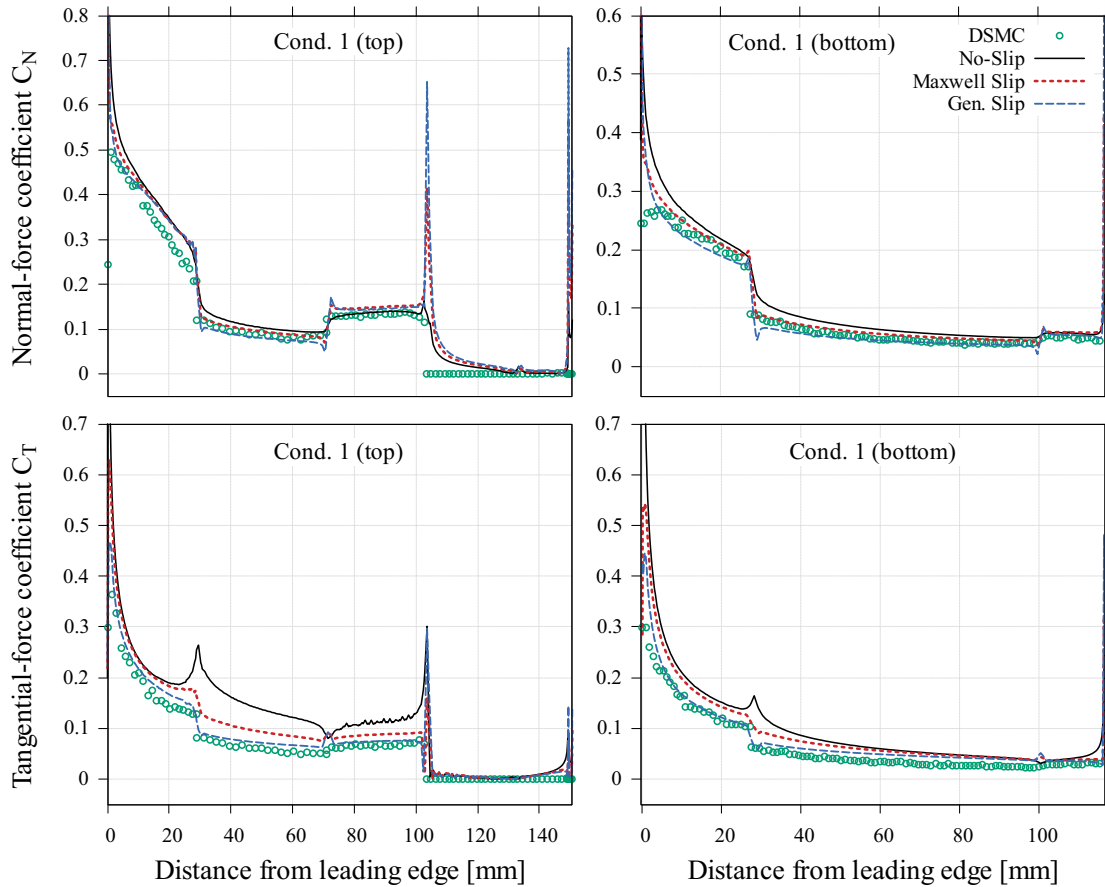 Normal-force coefficient C_N
0.8
0.7
0.6
0.5
0.4
0.3
0.2
0.1
0
Cond. 1 (top)
0.6
0.5
0.4
0.3
0.2
0.1
0
Cond. 1 (bottom)
DSMC
No-Slip
Maxwell Slip
Gen. Slip
Tangential-force coefficient C_T
0.7
0.6
0.5
0.4
0.3
0.2
0.1
0
Cond. 1 (top)
0 20 40 60 80 100 120 140
Distance from leading edge [mm]
0.7
0.6
0.5
0.4
0.3
0.2
0.1
0
Cond. 1 (bottom)
0 20 40 60 80 100
Distance from leading edge [mm]